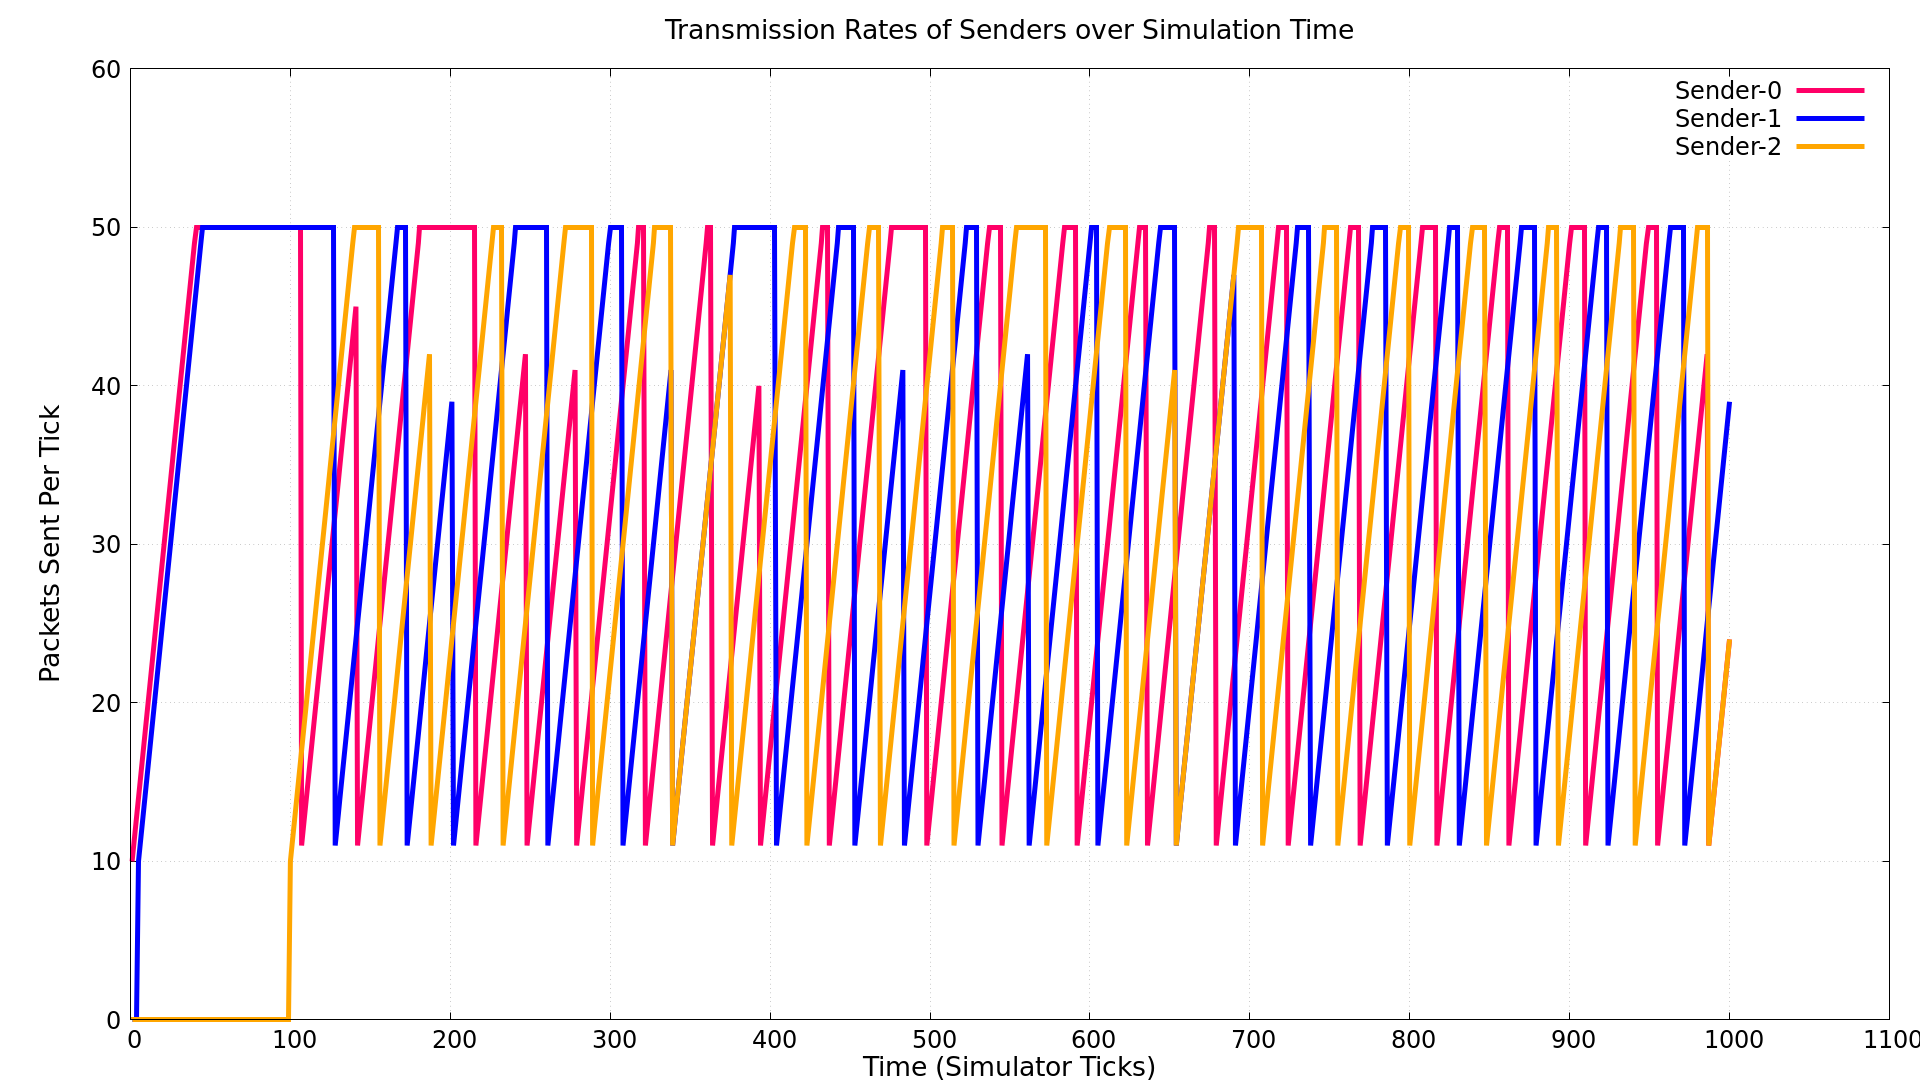 Transmission Rates of Senders over Simulation Time
60
50
40
30
20
10
0
Packets Sent Per Tick
Sender-0
Sender-1
Sender-2
0 100 200 300 400 500 600 700 800 900 1000 1100
Time (Simulator Ticks)